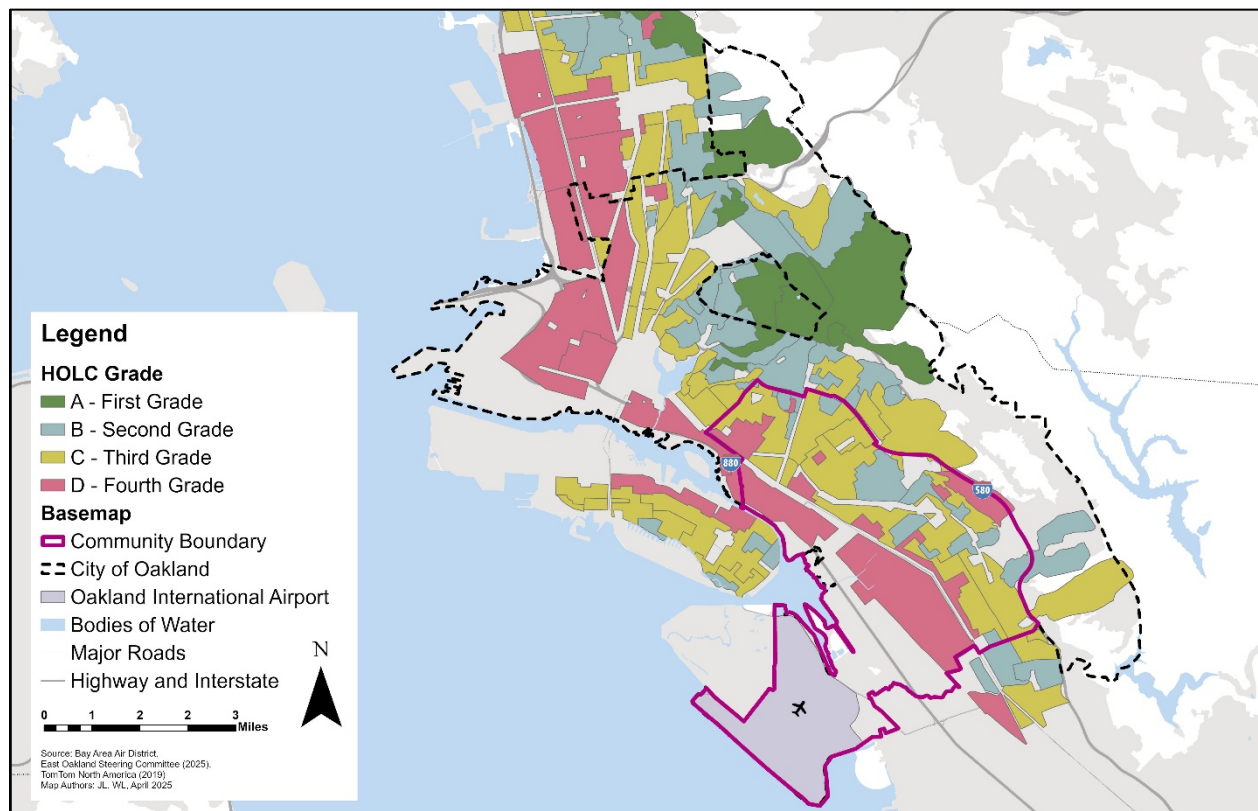 Legend
HOLC Grade
A - First Grade
B - Second Grade
C - Third Grade
D - Fourth Grade
Basemap
Community Boundary
City of Oakland
Oakland International Airport
Bodies of Water
Major Roads
Highway and Interstate
N
0 1 2 2 3
Miles
Source: Bay Area Air District.
East Oakland Steering Committee (2025).
TomTom North America (2019)
Map Authors: JL, WL, April 2025
880
580